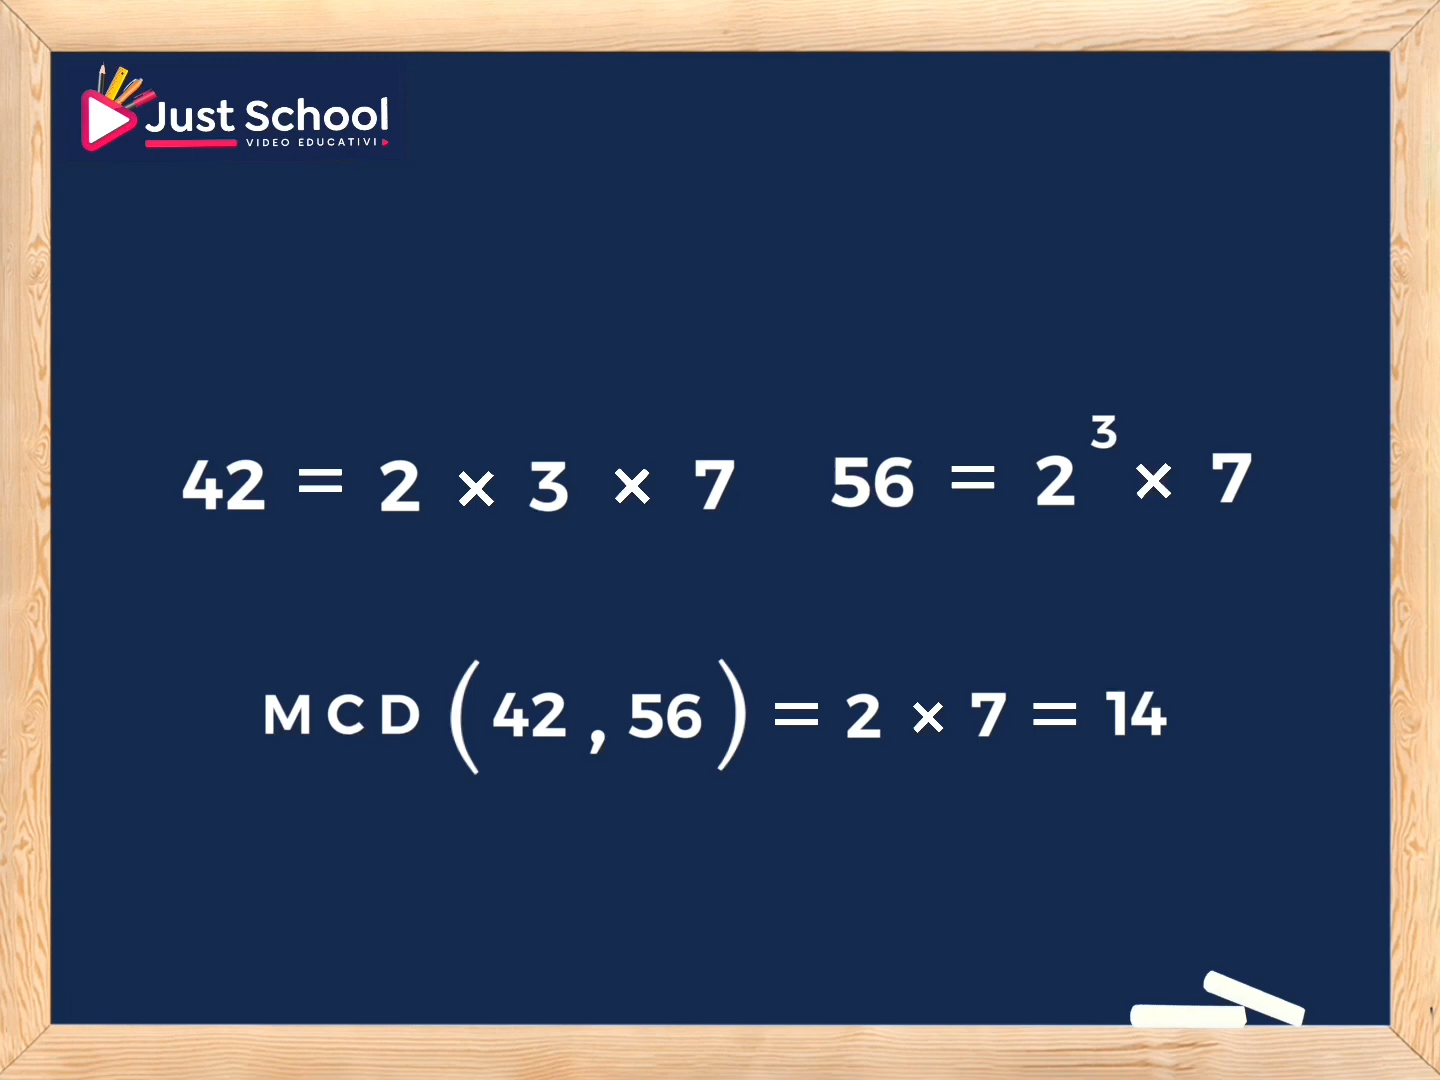 Just School
VIDEO EDUCATIVI
42 = 2 × 3 × 7 56 = 2³ × 7
MCD (42, 56) = 2 × 7 = 14